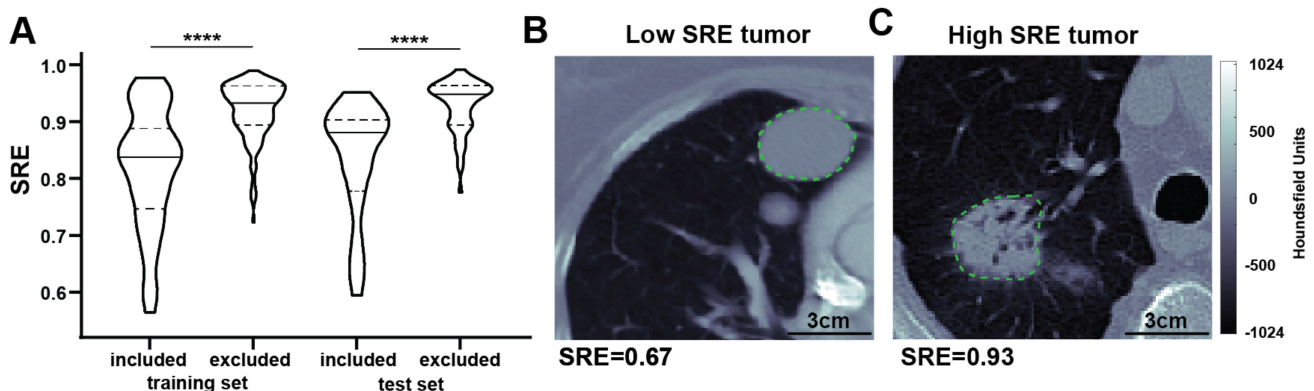 A
B
C
Low SRE tumor
High SRE tumor
**** ****
1.0
0.9
0.8
0.7
0.6
SRE
included excluded included excluded
training set test set
3cm
SRE=0.67
3cm
SRE=0.93
1024
500
0
-500
-1024
Houndsfield Units